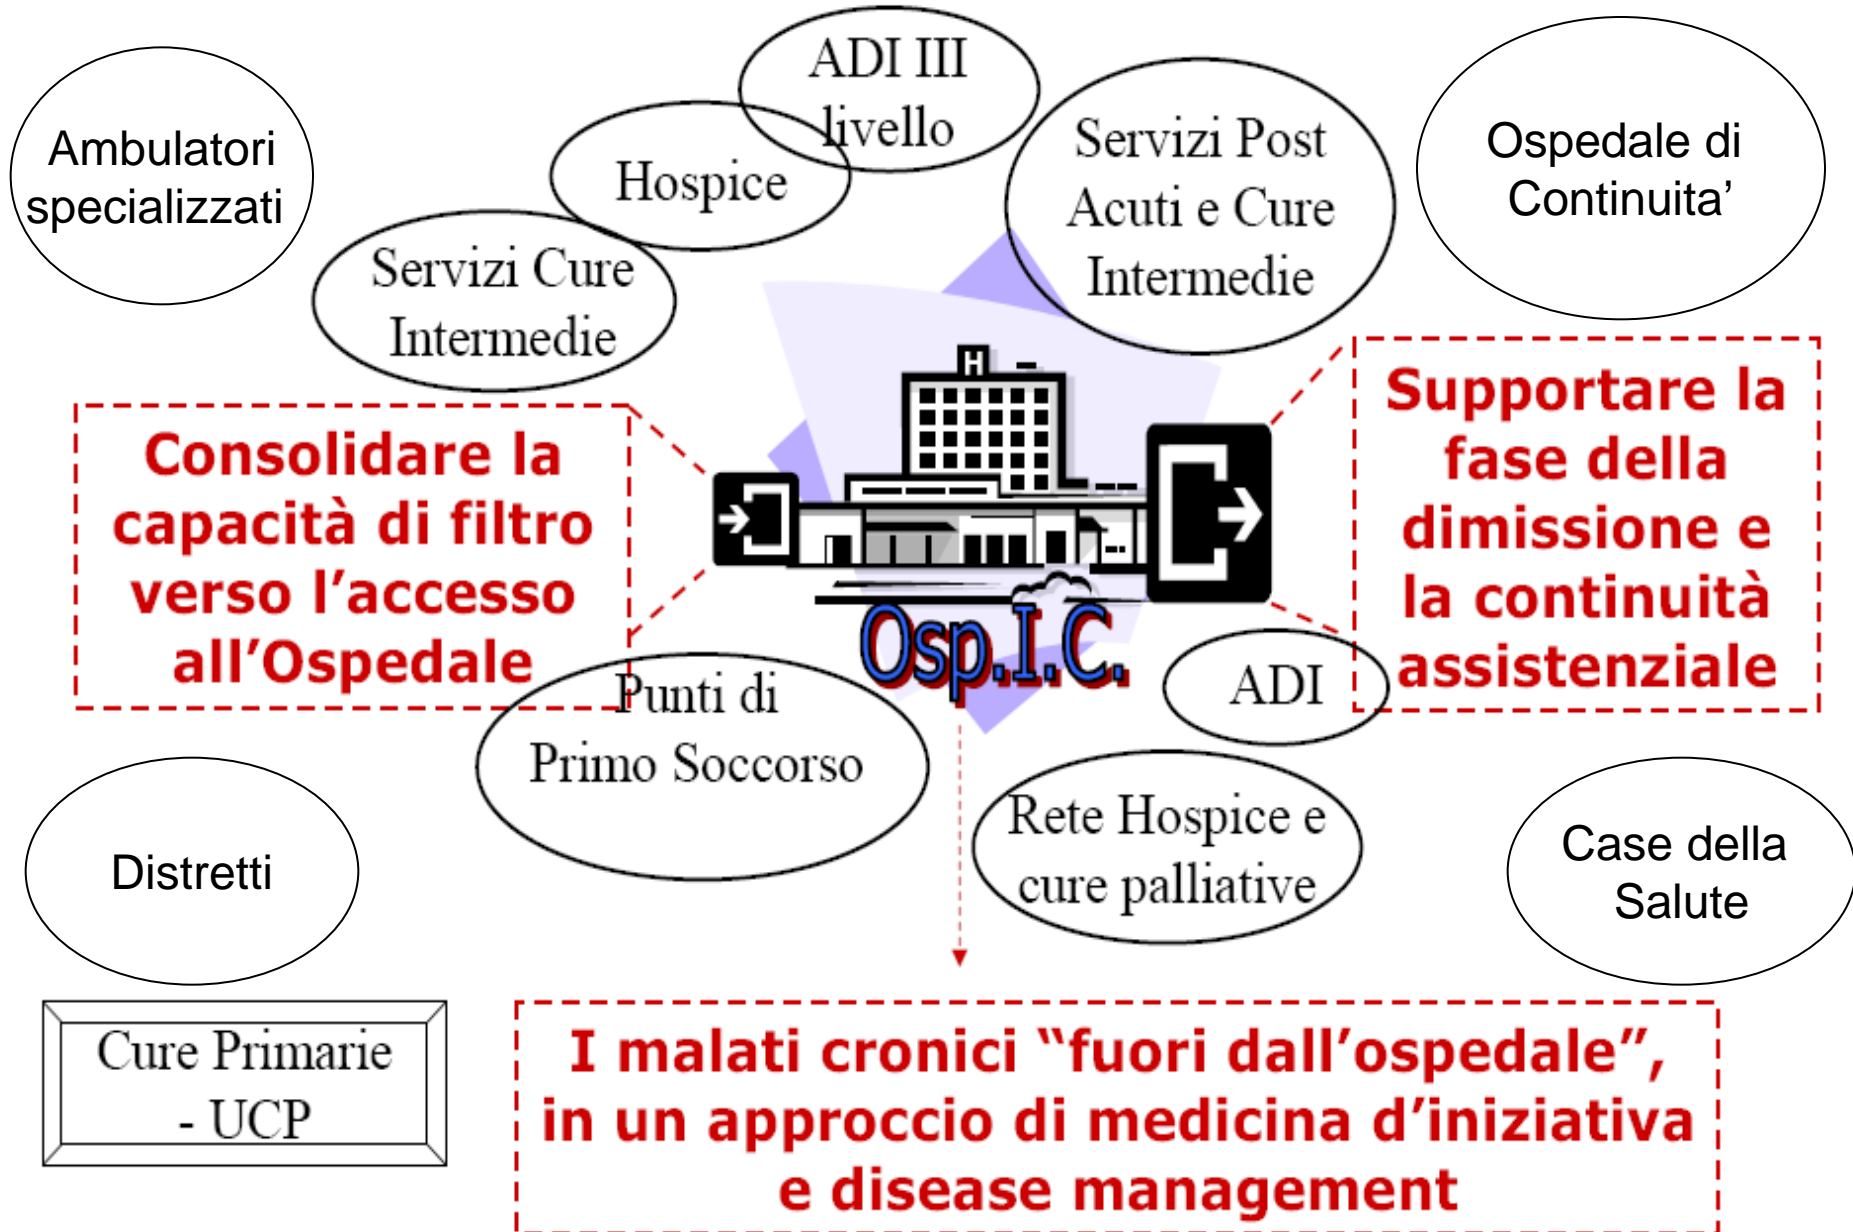 ADI III
livello
Ambulatori
specializzati
Hospice
Servizi Post
Acuti e Cure
Intermedie
Ospedale di
Continuita’
Servizi Cure
Intermedie
H
Consolidare la
capacità di filtro
verso l’accesso
all’Ospedale
Supportare la
fase della
dimissione e
la continuità
assistenziale
Osp.I.C.
Punti di
Primo Soccorso
ADI
Rete Hospice e
cure palliative
Distretti
Case della
Salute
Cure Primarie
- UCP
I malati cronici “fuori dall’ospedale”,
in un approccio di medicina d’iniziativa
e disease management